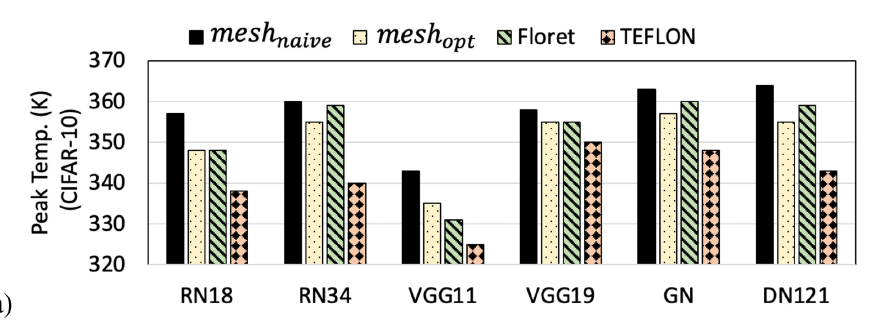 mesh_naive mesh_opt Floret TEFLON
Peak Temp. (K)
(CIFAR-10)
370
360
350
340
330
320
RN18 RN34 VGG11 VGG19 GN DN121
a)